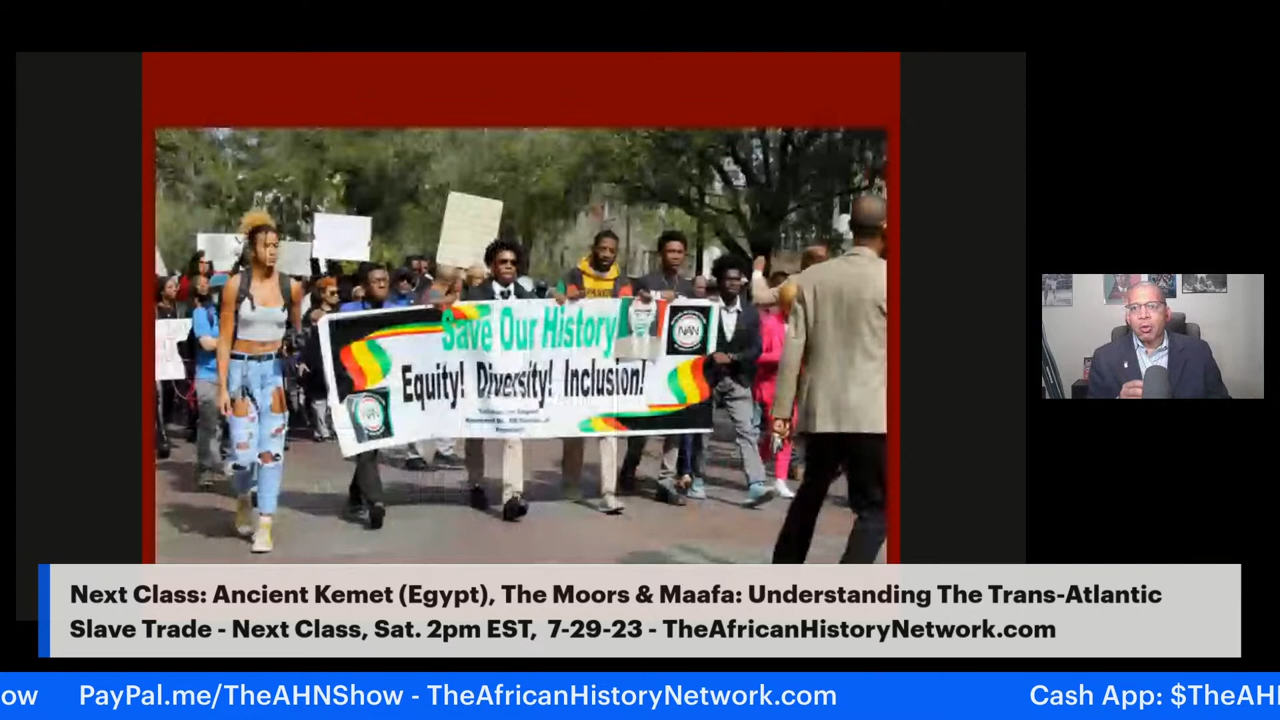 Save Our History
NAN
Equity! Diversity! Inclusion!
NAN
Next Class: Ancient Kemet (Egypt), The Moors & Maafa: Understanding The Trans-Atlantic
Slave Trade - Next Class, Sat. 2pm EST, 7-29-23 - TheAfricanHistoryNetwork.com
ow PayPal.me/TheAHNShow - TheAfricanHistoryNetwork.com Cash App: $TheAH